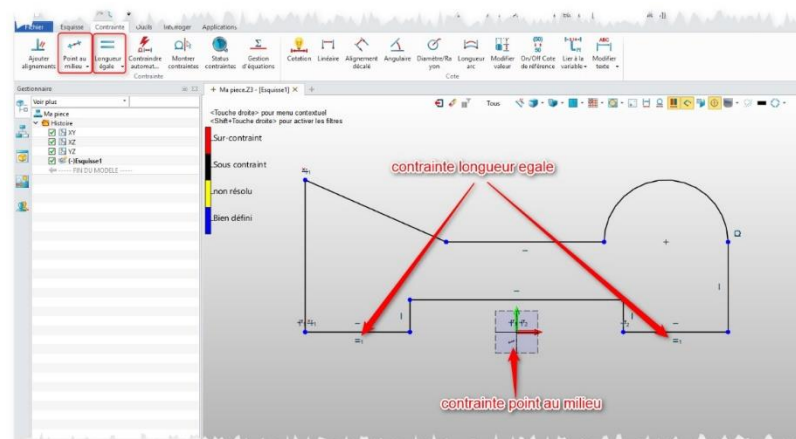 Fichier Esquisse Contrainte Outils Interroger Applications
Ajouter alignements
Point au milieu
Longueur égale
Contraindre automat...
Montrer contraintes
Status contraintes
Gestion d'équations
Cotation
Linéaire
Alignement décalé
Angulaire
Diamètre/Rayon
Longueur arc
Modifier valeur
On/Off Cote de référence
Lier à la variable
Modifier texte
Contrainte
Cote
Gestionnaire
+ Ma piece.Z3 - [Esquisse1] × +
Voir plus
Ma piece
Histoire
XY
XZ
YZ
(-)Esquisse1
----- FIN DU MODELE -----
<Touche droite> pour menu contextuel
<Shift+Touche droite> pour activer les filtres
Tous
Sur-contraint
Sous contraint
non résolu
Bien défini
contrainte longueur egale
contrainte point au milieu